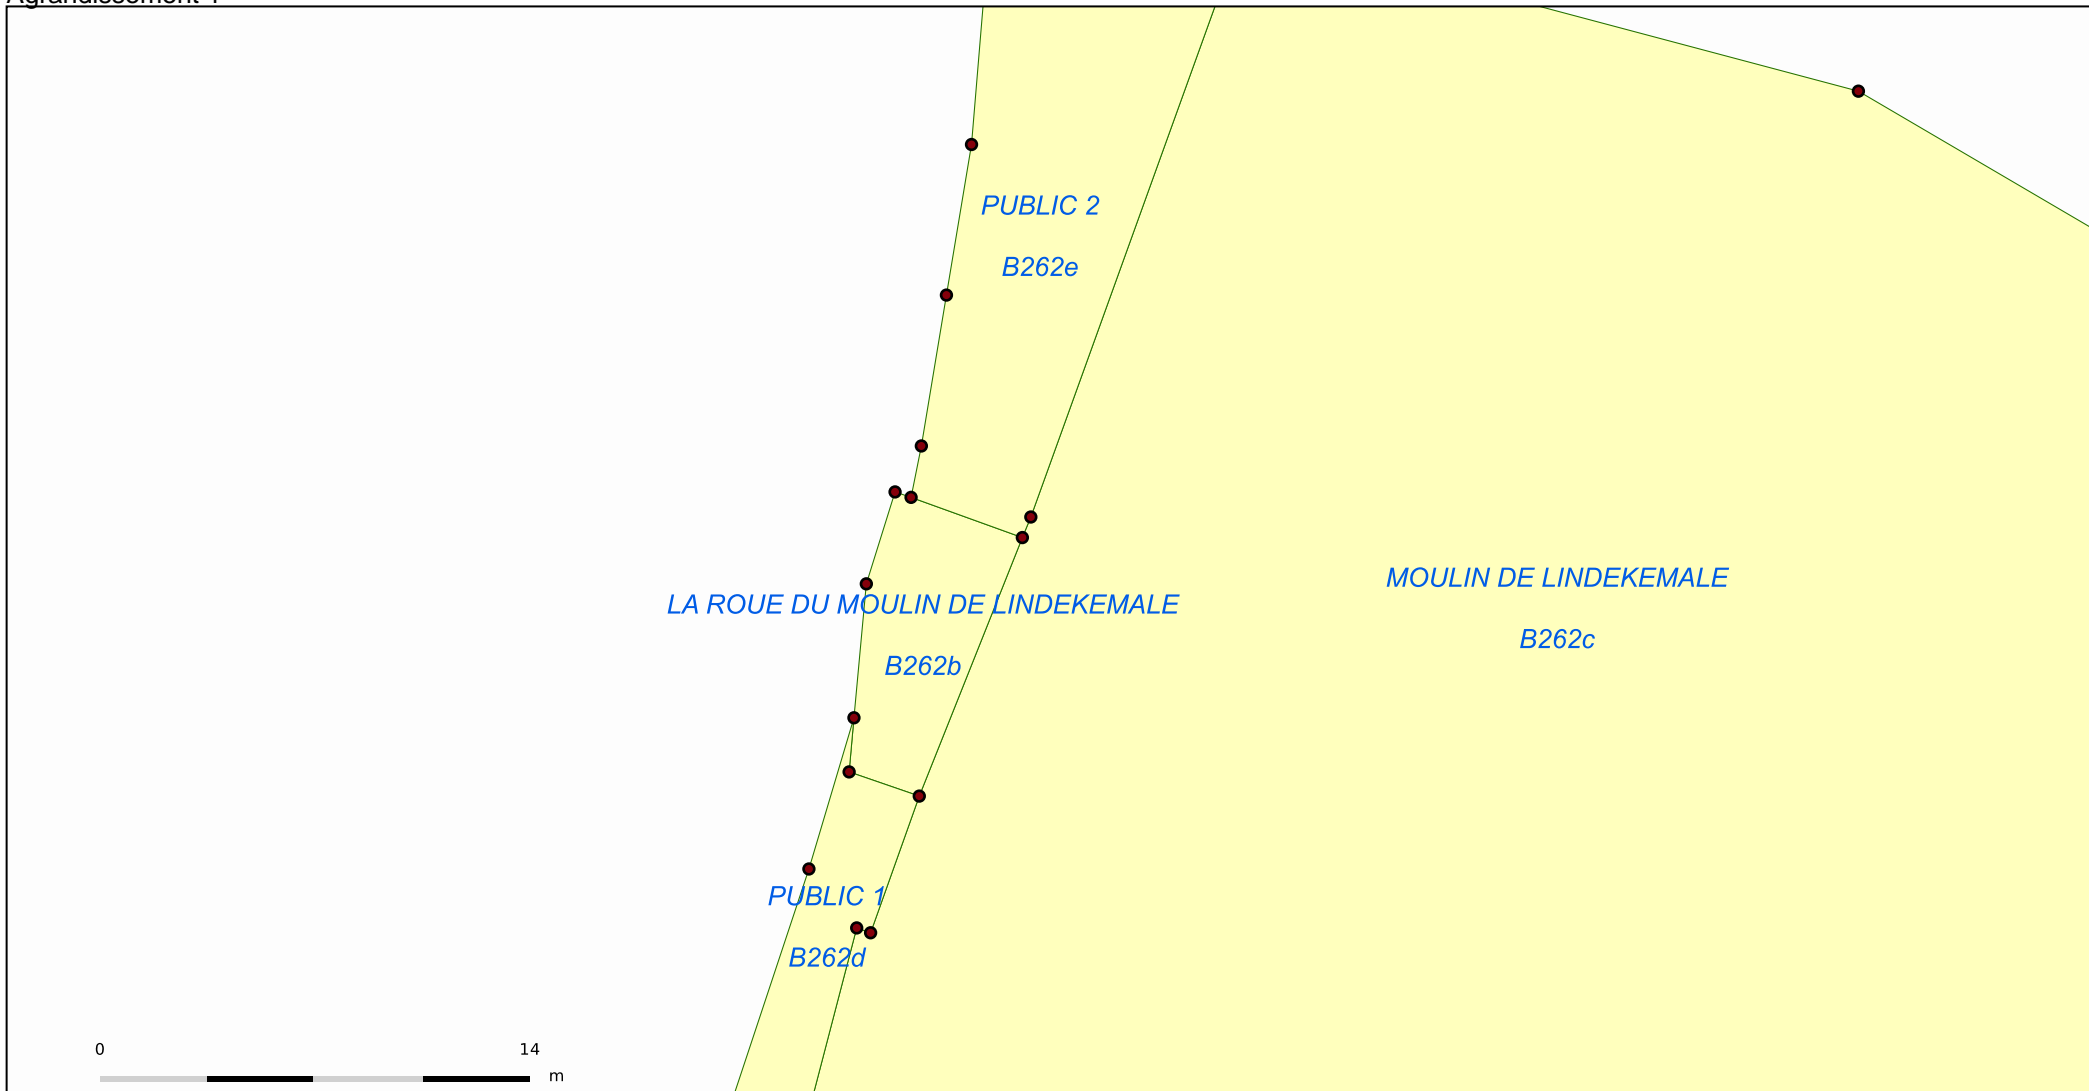 PUBLIC 2
B262e
MOULIN DE LINDEKEMALE
LA ROUE DU MOULIN DE LINDEKEMALE
B262c
B262b
PUBLIC 1
B262d
0 14
m